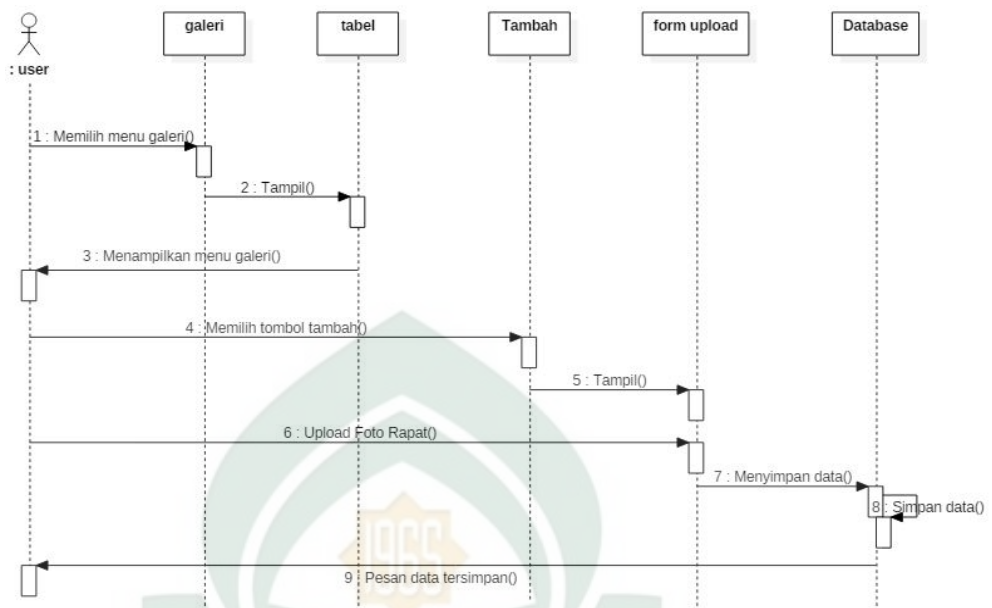 galeri
tabel
Tambah
form upload
Database
: user
1 : Memilih menu galeri()
2 : Tampil()
3 : Menampilkan menu galeri()
4 : Memilih tombol tambah()
5 : Tampil()
6 : Upload Foto Rapat()
7 : Menyimpan data()
8 : Simpan data()
1965
9 : Pesan data tersimpan()